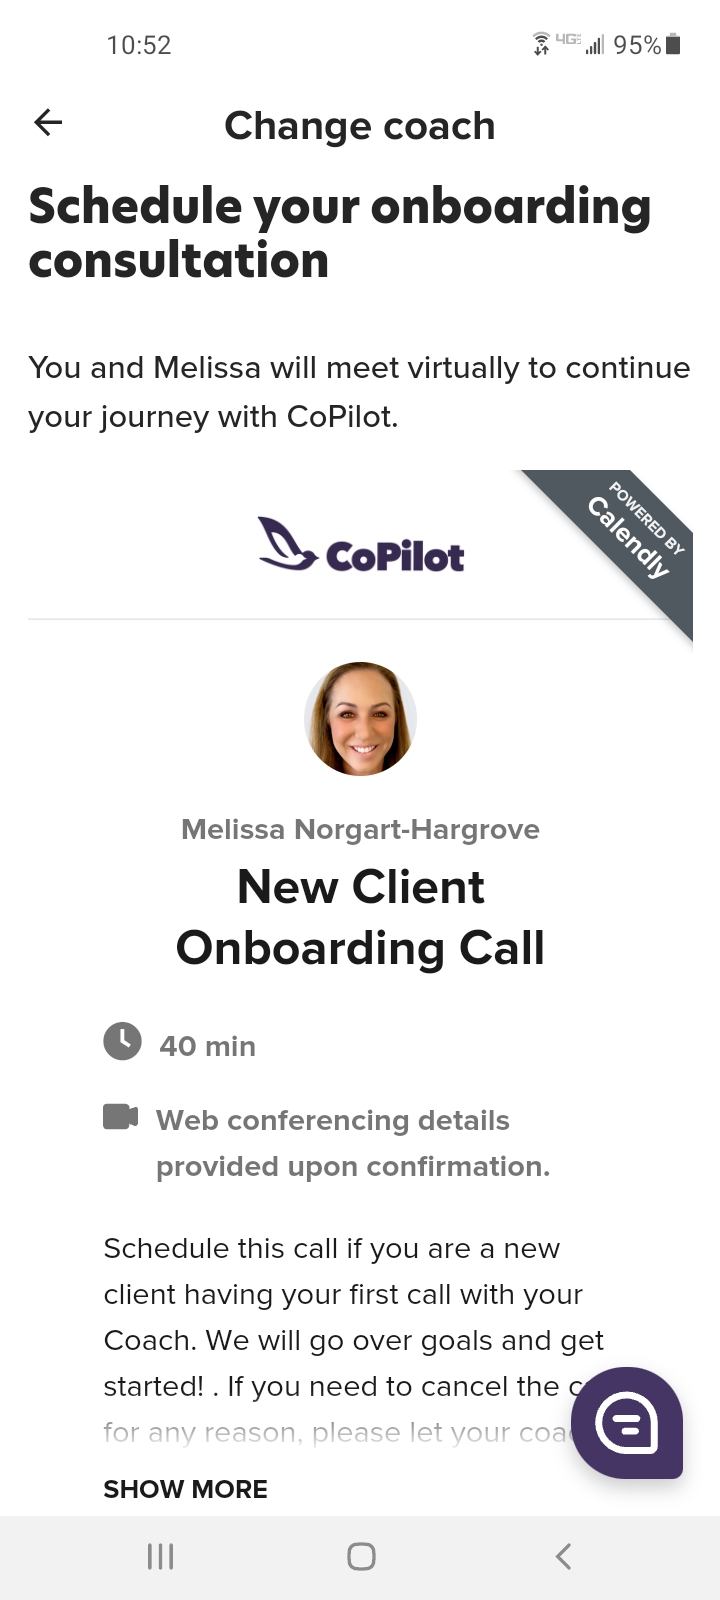 10:52
4G
95%
Change coach
Schedule your onboarding
consultation
You and Melissa will meet virtually to continue
your journey with CoPilot.
POWERED BY
Calendly
CoPilot
Melissa Norgart-Hargrove
New Client
Onboarding Call
40 min
Web conferencing details
provided upon confirmation.
Schedule this call if you are a new
client having your first call with your
Coach. We will go over goals and get
started! . If you need to cancel the
for any reason, please let your
SHOW MORE